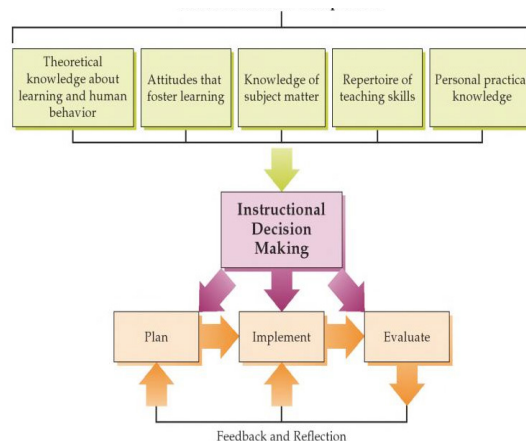 Theoretical
knowledge about
learning and human
behavior
Attitudes that
foster learning
Knowledge of
subject matter
Repertoire of
teaching skills
Personal practica
knowledge
Instructional
Decision
Making
Plan
Implement
Evaluate
Feedback and Reflection